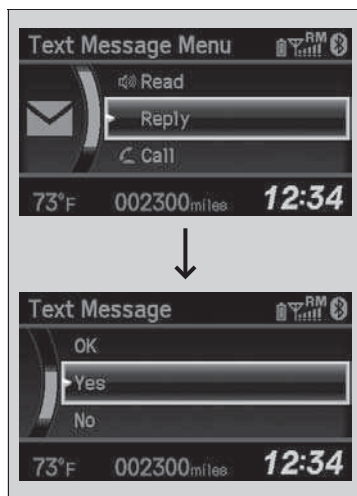 Text Message Menu RM
Read
Reply
Call
73°F 002300miles 12:34
Text Message RM
OK
Yes
No
73°F 002300miles 12:34